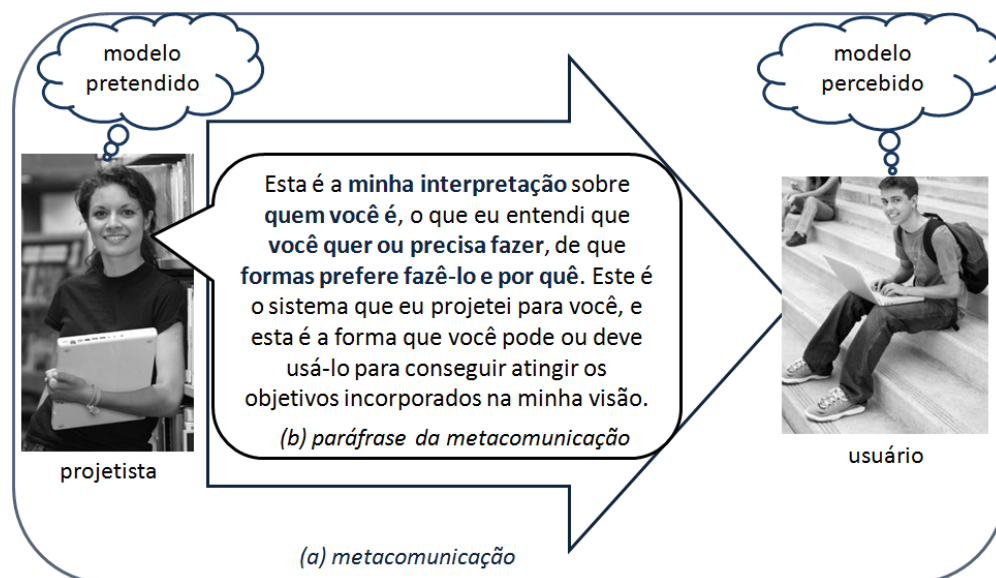 modelo
pretendido
modelo
percebido
Esta é a minha interpretação sobre
quem você é, o que eu entendi que
você quer ou precisa fazer, de que
formas prefere fazê-lo e por quê. Este é
o sistema que eu projetei para você, e
esta é a forma que você pode ou deve
usá-lo para conseguir atingir os
objetivos incorporados na minha visão.
(b) paráfrase da metacomunicação
projetista
usuário
(a) metacomunicação